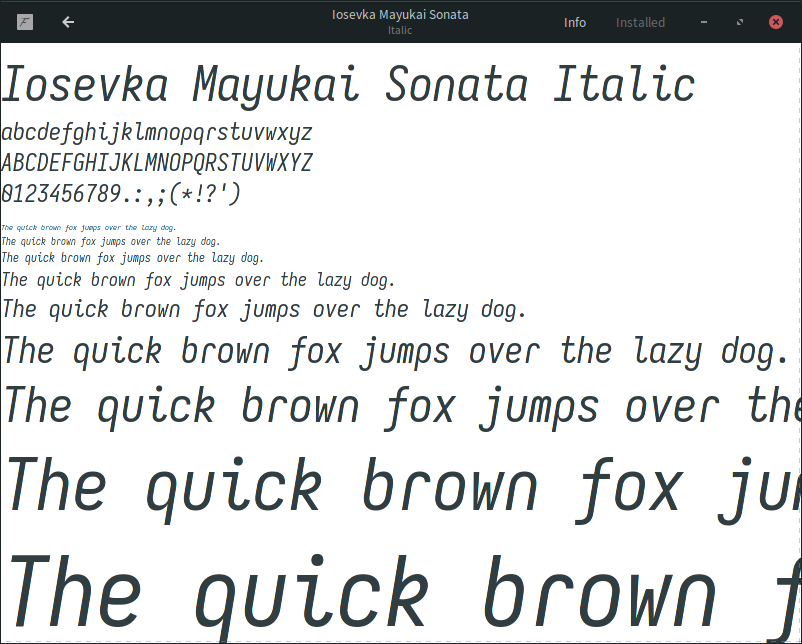 Iosevka Mayukai Sonata
Italic
Info
Installed
Iosevka Mayukai Sonata Italic
abcdefghijklmnopqrstuvwxyz
ABCDEFGHIJKLMNOPQRSTUVWXYZ
0123456789.:,;(*!?')
The quick brown fox jumps over the lazy dog.
The quick brown fox jumps over the lazy dog.
The quick brown fox jumps over the lazy dog.
The quick brown fox jumps over the lazy dog.
The quick brown fox jumps over the lazy dog.
The quick brown fox jumps over the lazy dog.
The quick brown fox jumps over the
The quick brown fox jum
The quick brown f